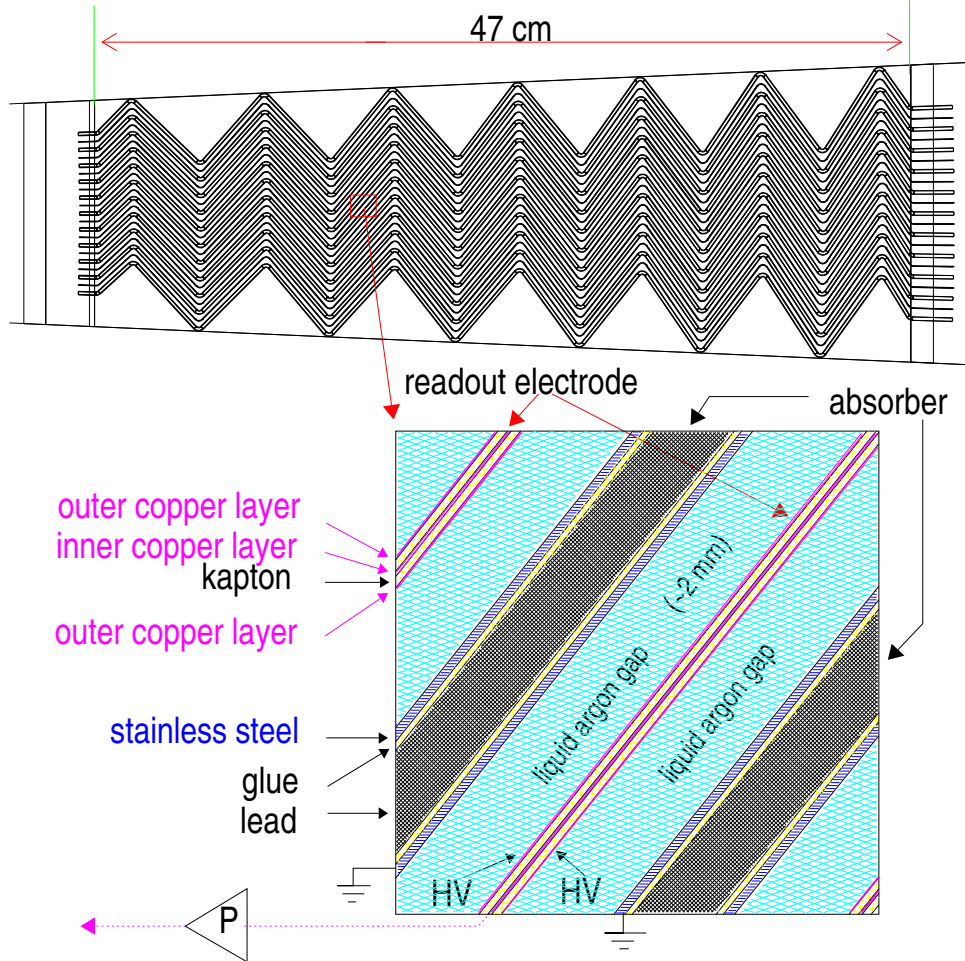 47 cm
readout electrode
absorber
outer copper layer
inner copper layer
kapton
outer copper layer
(~2 mm)
liquid argon gap
liquid argon gap
stainless steel
glue
lead
HV
HV
P